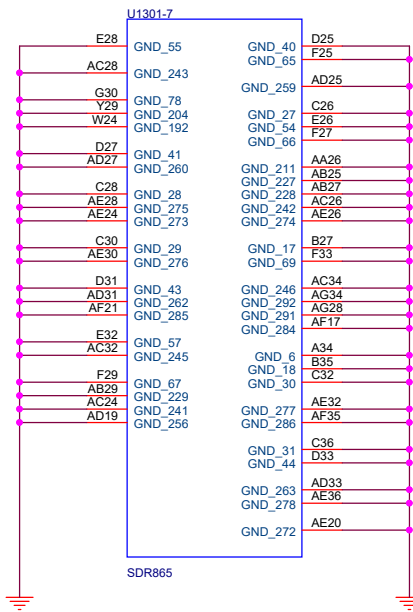 U1301-7
E28 GND_55 GND_40 D25
GND_65 F25
AC28 GND_243
GND_259 AD25
G30 GND_78
Y29 GND_204 GND_27 C26
W24 GND_192 GND_54 E26
GND_66 F27
D27 GND_41
AD27 GND_260 GND_211 AA26
GND_227 AB25
C28 GND_28 GND_228 AB27
AE28 GND_275 GND_242 AC26
AE24 GND_273 GND_274 AE26
C30 GND_29 GND_17 B27
AE30 GND_276 GND_69 F33
D31 GND_43 GND_246 AC34
AD31 GND_262 GND_292 AG34
AF21 GND_285 GND_291 AG28
GND_284 AF17
E32 GND_57
AC32 GND_245 GND_6 A34
GND_18 B35
F29 GND_67 GND_30 C32
AB29 GND_229
AC24 GND_241 GND_277 AE32
AD19 GND_256 GND_286 AF35
GND_31 C36
GND_44 D33
GND_263 AD33
GND_278 AE36
GND_272 AE20
SDR865